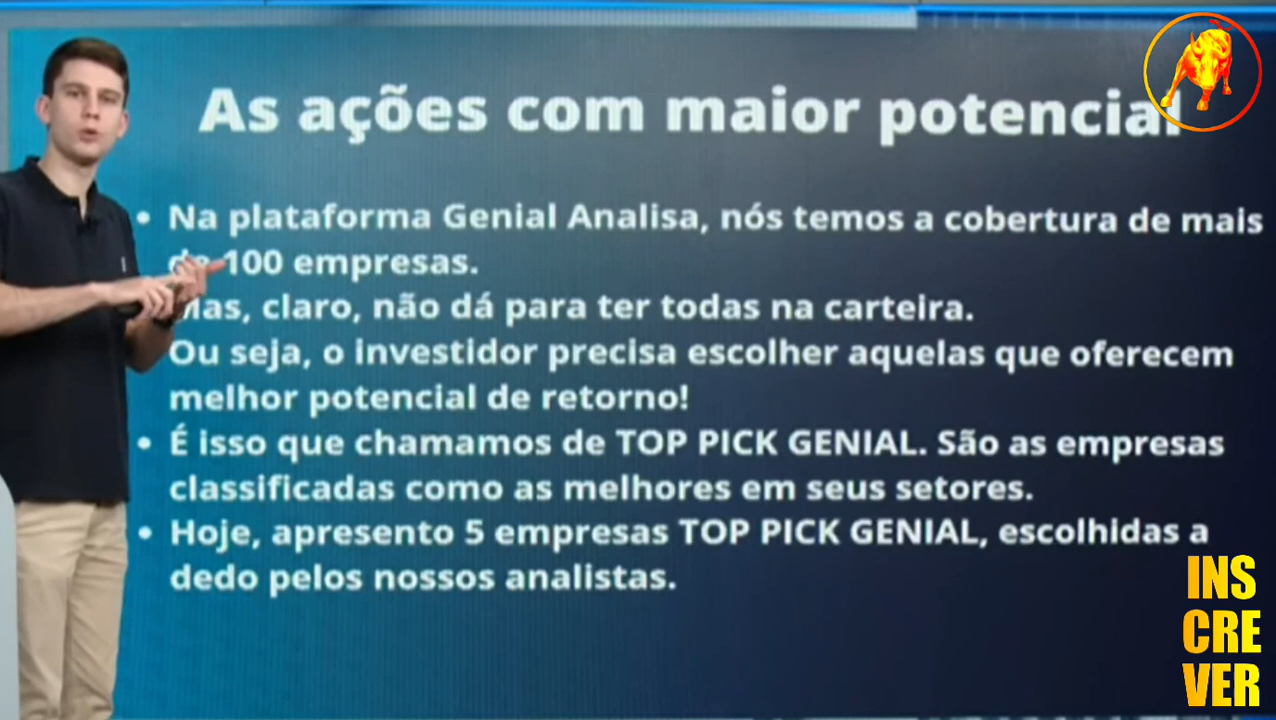 As ações com maior potencial
• Na plataforma Genial Analisa, nós temos a cobertura de mais
de 100 empresas.
Mas, claro, não dá para ter todas na carteira.
Ou seja, o investidor precisa escolher aquelas que oferecem
melhor potencial de retorno!
• É isso que chamamos de TOP PICK GENIAL. São as empresas
classificadas como as melhores em seus setores.
• Hoje, apresento 5 empresas TOP PICK GENIAL, escolhidas a
dedo pelos nossos analistas.
INS
CRE
VER